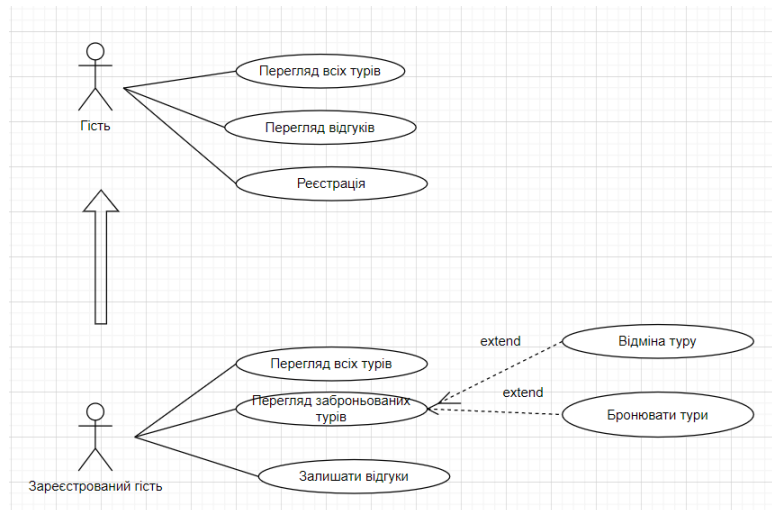 Перегляд всіх турів
Гість
Перегляд відгуків
Реєстрація
extend
Відміна туру
Перегляд всіх турів
extend
Перегляд заброньованих
турів
Бронювати тури
Залишати відгуки
Зареєстрований гість